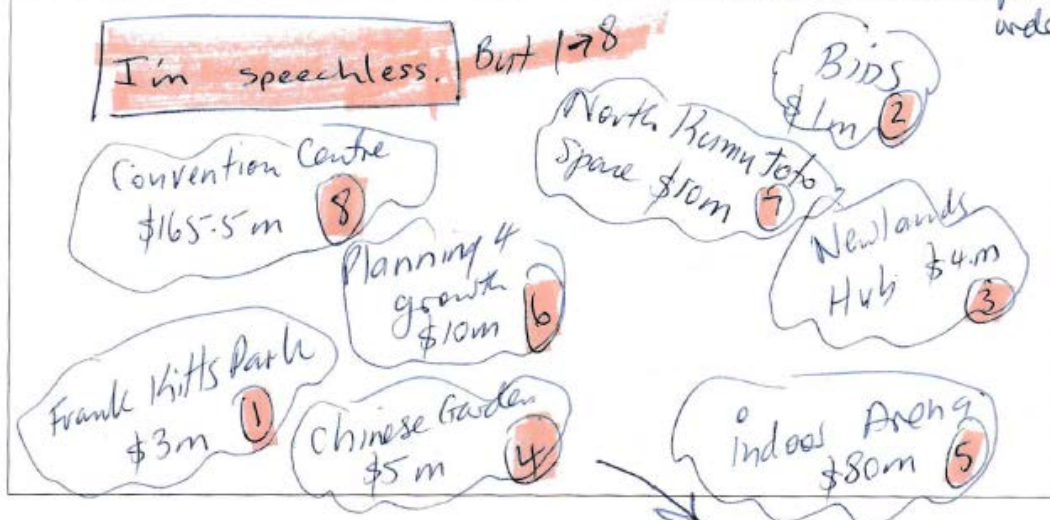 I'm speechless. But 1→8
BIDS
$1m 2
Convention Centre
$165.5m 8
North Kumutoto
Space $10m 7
Planning 4
growth
$10m 6
Newlands
Hub $4.m
3
Frank Kitts Park
$3m 1
Chinese Garden
$5m 4
indoor Arena
$80m 5